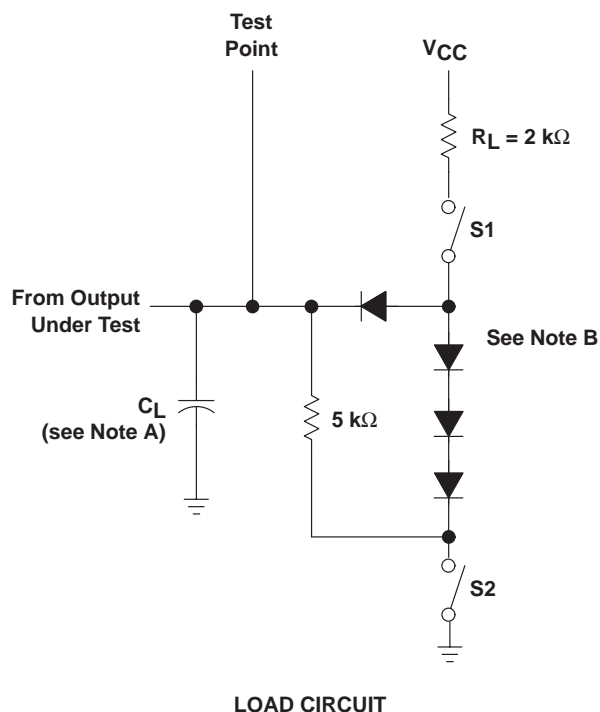 Test
Point
VCC
RL = 2 kΩ
S1
From Output
Under Test
See Note B
CL
(see Note A)
5 kΩ
S2
LOAD CIRCUIT